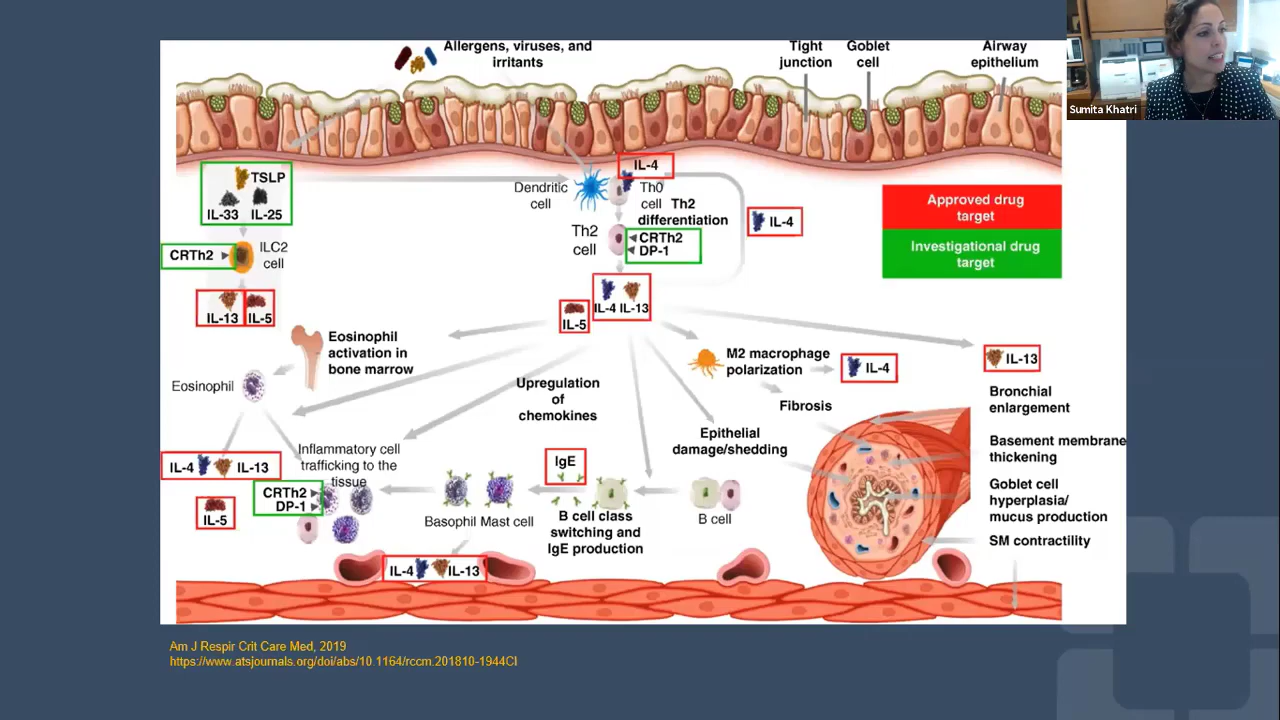 Sumita Khatri
Allergens, viruses, and
irritants
Tight
junction
Goblet
cell
Airway
epithelium
TSLP
IL-33
IL-25
CRTh2
ILC2
cell
IL-13
IL-5
Dendritic
cell
IL-4
Th0
cell
Th2
differentiation
Th2
cell
CRTh2
DP-1
IL-4
IL-5
IL-4
IL-13
Approved drug
target
Investigational drug
target
Eosinophil
activation in
bone marrow
Eosinophil
IL-4
IL-13
IL-5
Inflammatory cell
trafficking to the
tissue
CRTh2
DP-1
Upregulation
of
chemokines
Basophil
Mast cell
IL-4
IL-13
IgE
B cell class
switching and
IgE production
B cell
Epithelial
damage/shedding
M2 macrophage
polarization
IL-4
Fibrosis
IL-13
Bronchial
enlargement
Basement membrane
thickening
Goblet cell
hyperplasia/
mucus production
SM contractility
Am J Respir Crit Care Med, 2019
https://www.atsjournals.org/doi/abs/10.1164/rccm.201810-1944CI